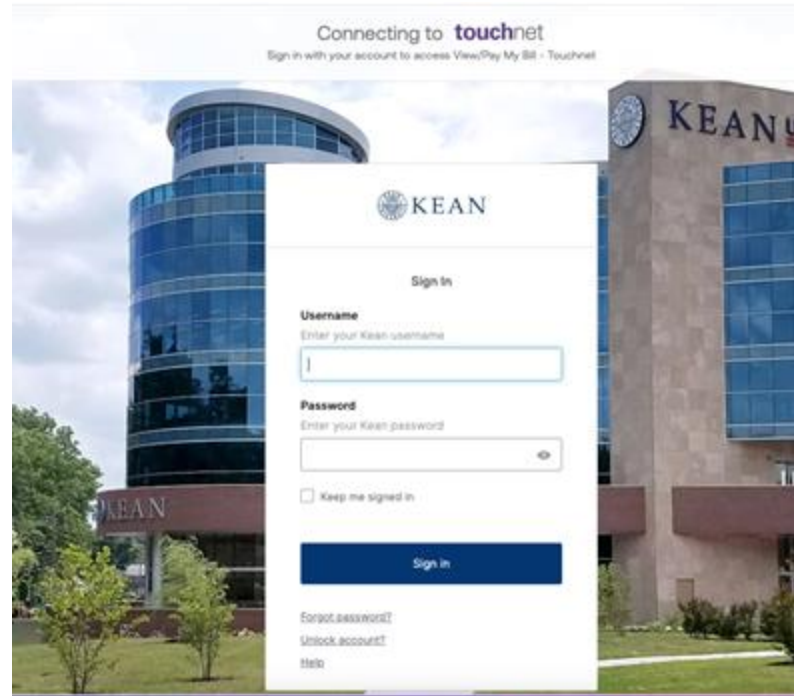 Connecting to touchnet
Sign in with your account to access View/Pay My Bill - Touchnet
KEAN U
KEAN
Sign In
Username
Enter your Kean username
Password
Enter your Kean password
Keep me signed in
Sign in
Forgot password?
Unlock account?
Help
KEAN